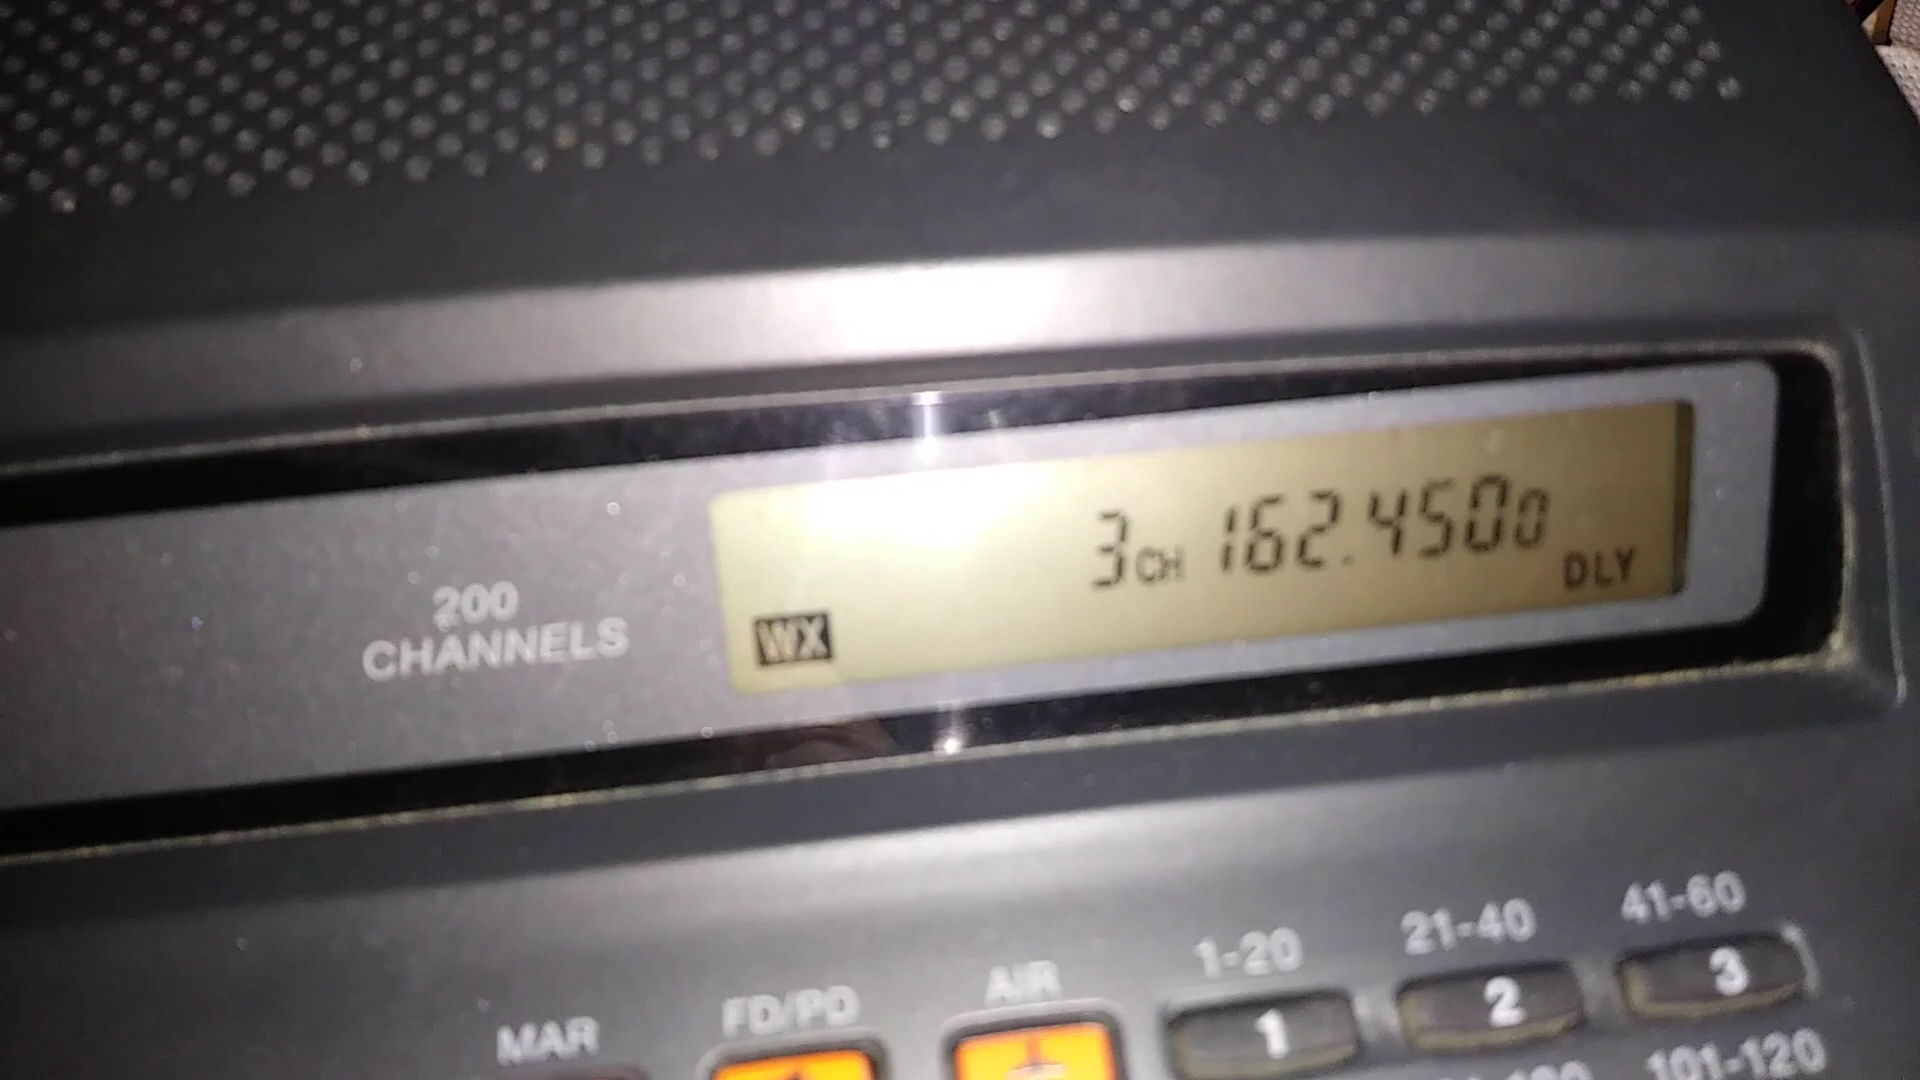 200
CHANNELS
3CH 162.4500
DLY
WX
MAR
FD/PD
AIR
1-20
21-40
41-60
1
2
3
101-120